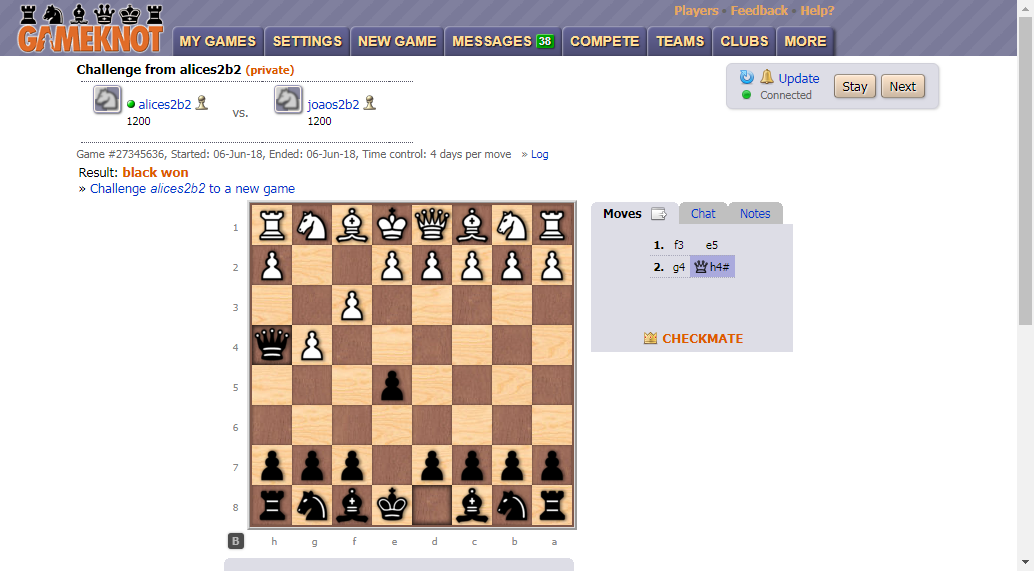 Players · Feedback · Help?
GAMEKNOT
MY GAMES SETTINGS NEW GAME MESSAGES 38 COMPETE TEAMS CLUBS MORE
Challenge from alices2b2 (private)
alices2b2 vs. joaos2b2
1200 1200
Update
Connected
Stay Next
Game #27345636, Started: 06-Jun-18, Ended: 06-Jun-18, Time control: 4 days per move » Log
Result: black won
» Challenge alices2b2 to a new game
Moves Chat Notes
1. f3 e5
2. g4 h4#
CHECKMATE
1
2
3
4
5
6
7
8
B h g f e d c b a